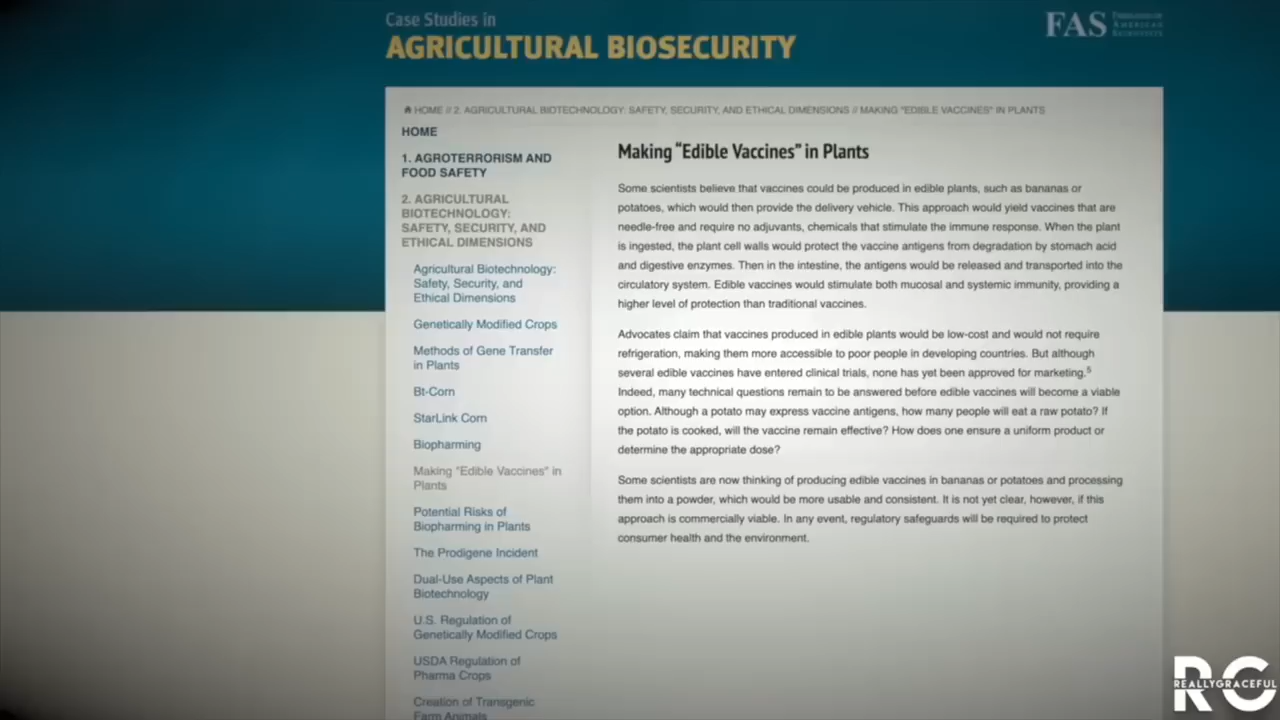 Case Studies in
AGRICULTURAL BIOSECURITY
FAS FEDERATION OF
AMERICAN
SCIENTISTS
HOME // 2. AGRICULTURAL BIOTECHNOLOGY: SAFETY, SECURITY, AND ETHICAL DIMENSIONS // MAKING "EDIBLE VACCINES" IN PLANTS
HOME
1. AGROTERRORISM AND
FOOD SAFETY
2. AGRICULTURAL
BIOTECHNOLOGY:
SAFETY, SECURITY, AND
ETHICAL DIMENSIONS
Agricultural Biotechnology:
Safety, Security, and
Ethical Dimensions
Genetically Modified Crops
Methods of Gene Transfer
in Plants
Bt-Corn
StarLink Corn
Biopharming
Making "Edible Vaccines" in
Plants
Potential Risks of
Biopharming in Plants
The Prodigene Incident
Dual-Use Aspects of Plant
Biotechnology
U.S. Regulation of
Genetically Modified Crops
USDA Regulation of
Pharma Crops
Creation of Transgenic
Farm Animals
Making “Edible Vaccines” in Plants
Some scientists believe that vaccines could be produced in edible plants, such as bananas or
potatoes, which would then provide the delivery vehicle. This approach would yield vaccines that are
needle-free and require no adjuvants, chemicals that stimulate the immune response. When the plant
is ingested, the plant cell walls would protect the vaccine antigens from degradation by stomach acid
and digestive enzymes. Then in the intestine, the antigens would be released and transported into the
circulatory system. Edible vaccines would stimulate both mucosal and systemic immunity, providing a
higher level of protection than traditional vaccines.
Advocates claim that vaccines produced in edible plants would be low-cost and would not require
refrigeration, making them more accessible to poor people in developing countries. But although
several edible vaccines have entered clinical trials, none has yet been approved for marketing.5
Indeed, many technical questions remain to be answered before edible vaccines will become a viable
option. Although a potato may express vaccine antigens, how many people will eat a raw potato? If
the potato is cooked, will the vaccine remain effective? How does one ensure a uniform product or
determine the appropriate dose?
Some scientists are now thinking of producing edible vaccines in bananas or potatoes and processing
them into a powder, which would be more usable and consistent. It is not yet clear, however, if this
approach is commercially viable. In any event, regulatory safeguards will be required to protect
consumer health and the environment.
RG
REALLYGRACEFUL